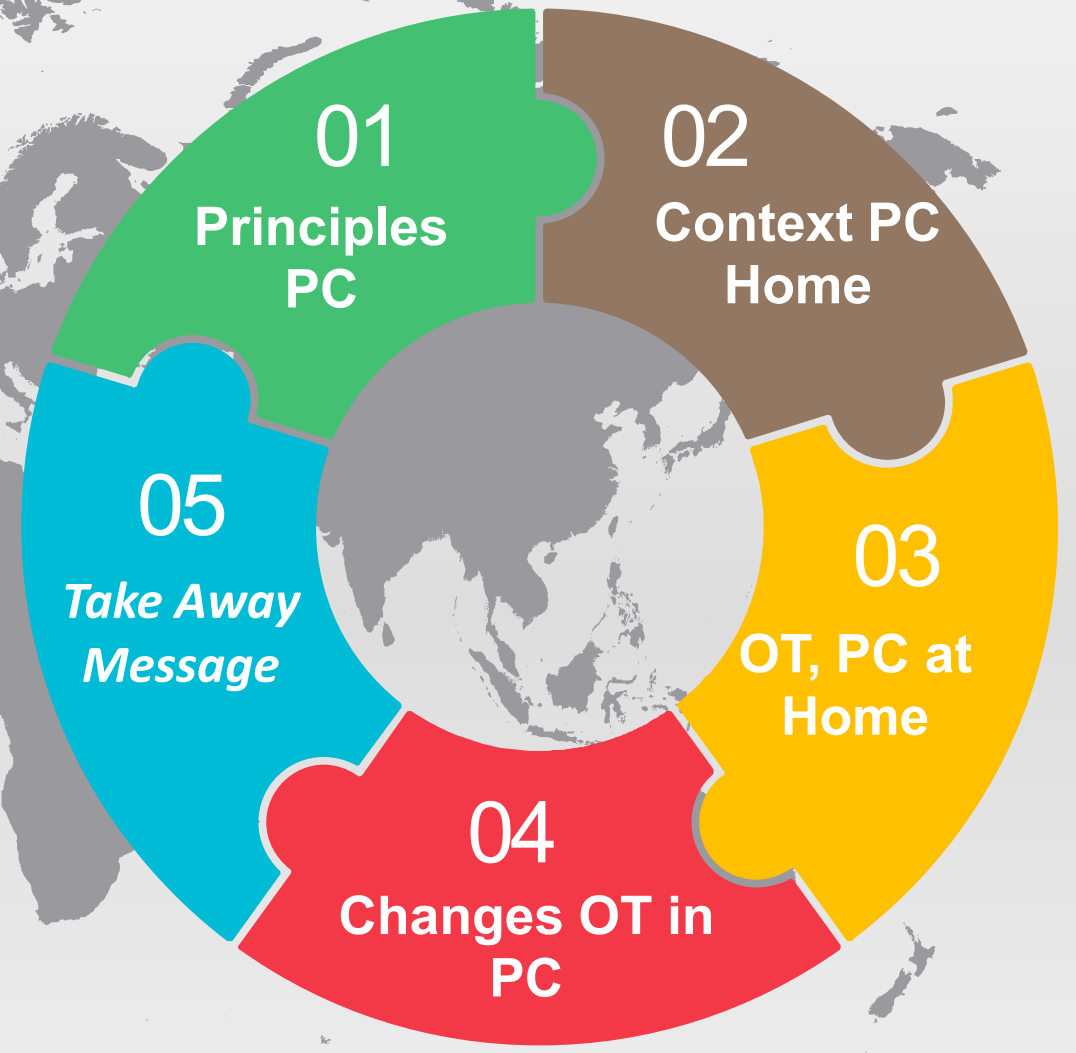 01
Principles
PC
02
Context PC
Home
03
OT, PC at
Home
04
Changes OT in
PC
05
Take Away
Message